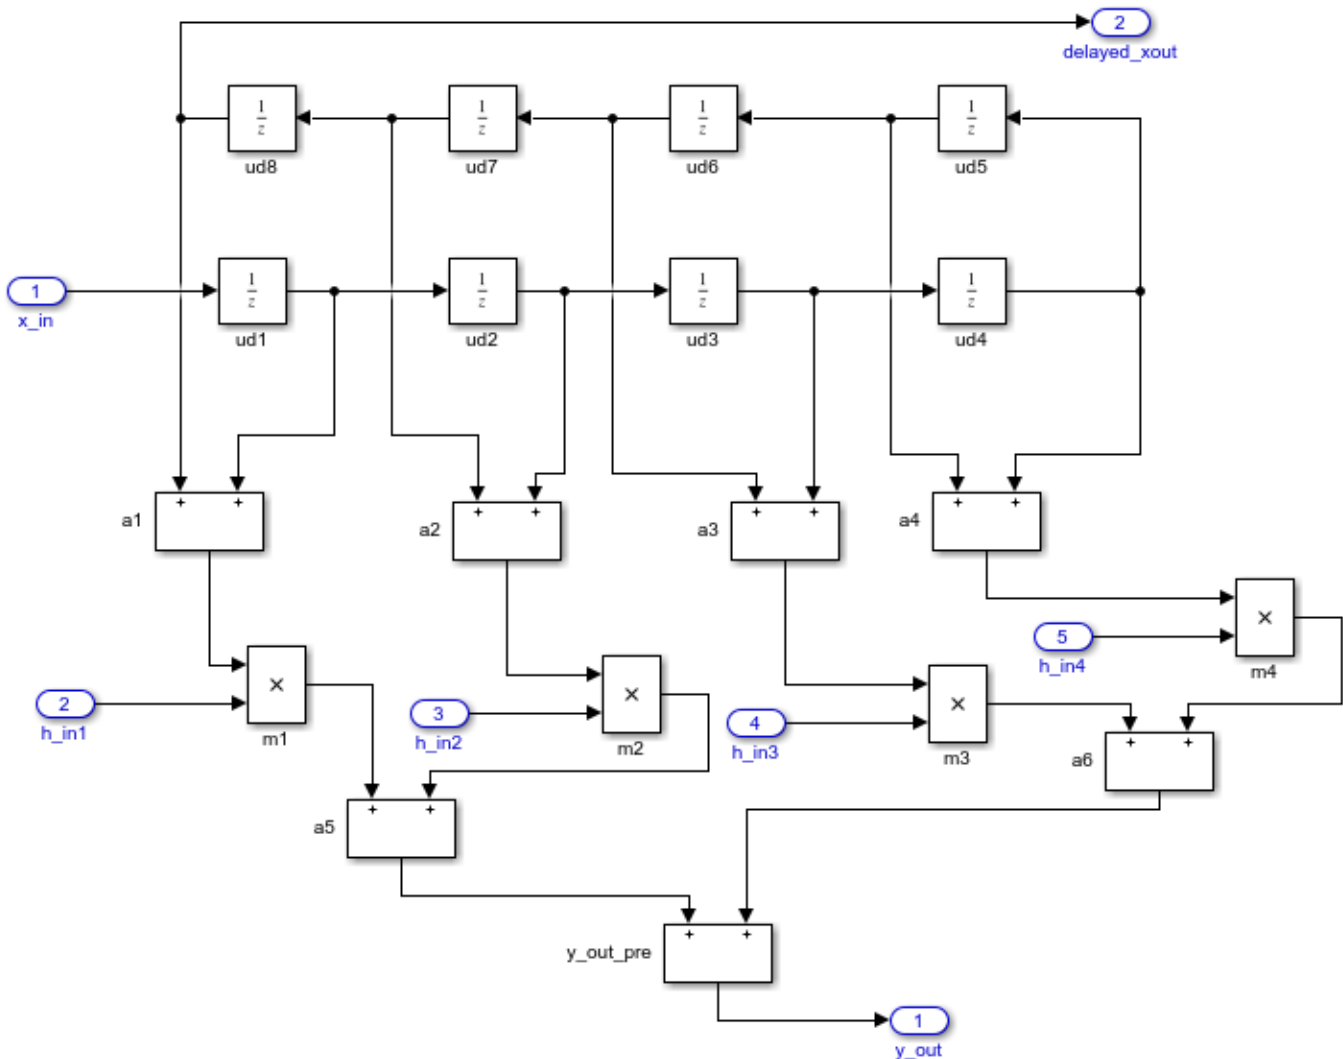 2
delayed_xout
1
z
1
z
1
z
1
z
ud8
ud7
ud6
ud5
1
x_in
1
z
1
z
1
z
1
z
ud1
ud2
ud3
ud4
a1
+ +
a2
+ +
a3
+ +
a4
+ +
×
m4
5
h_in4
2
h_in1
×
m1
3
h_in2
×
m2
4
h_in3
×
m3
a6
+ +
a5
+ +
y_out_pre
+ +
1
y_out